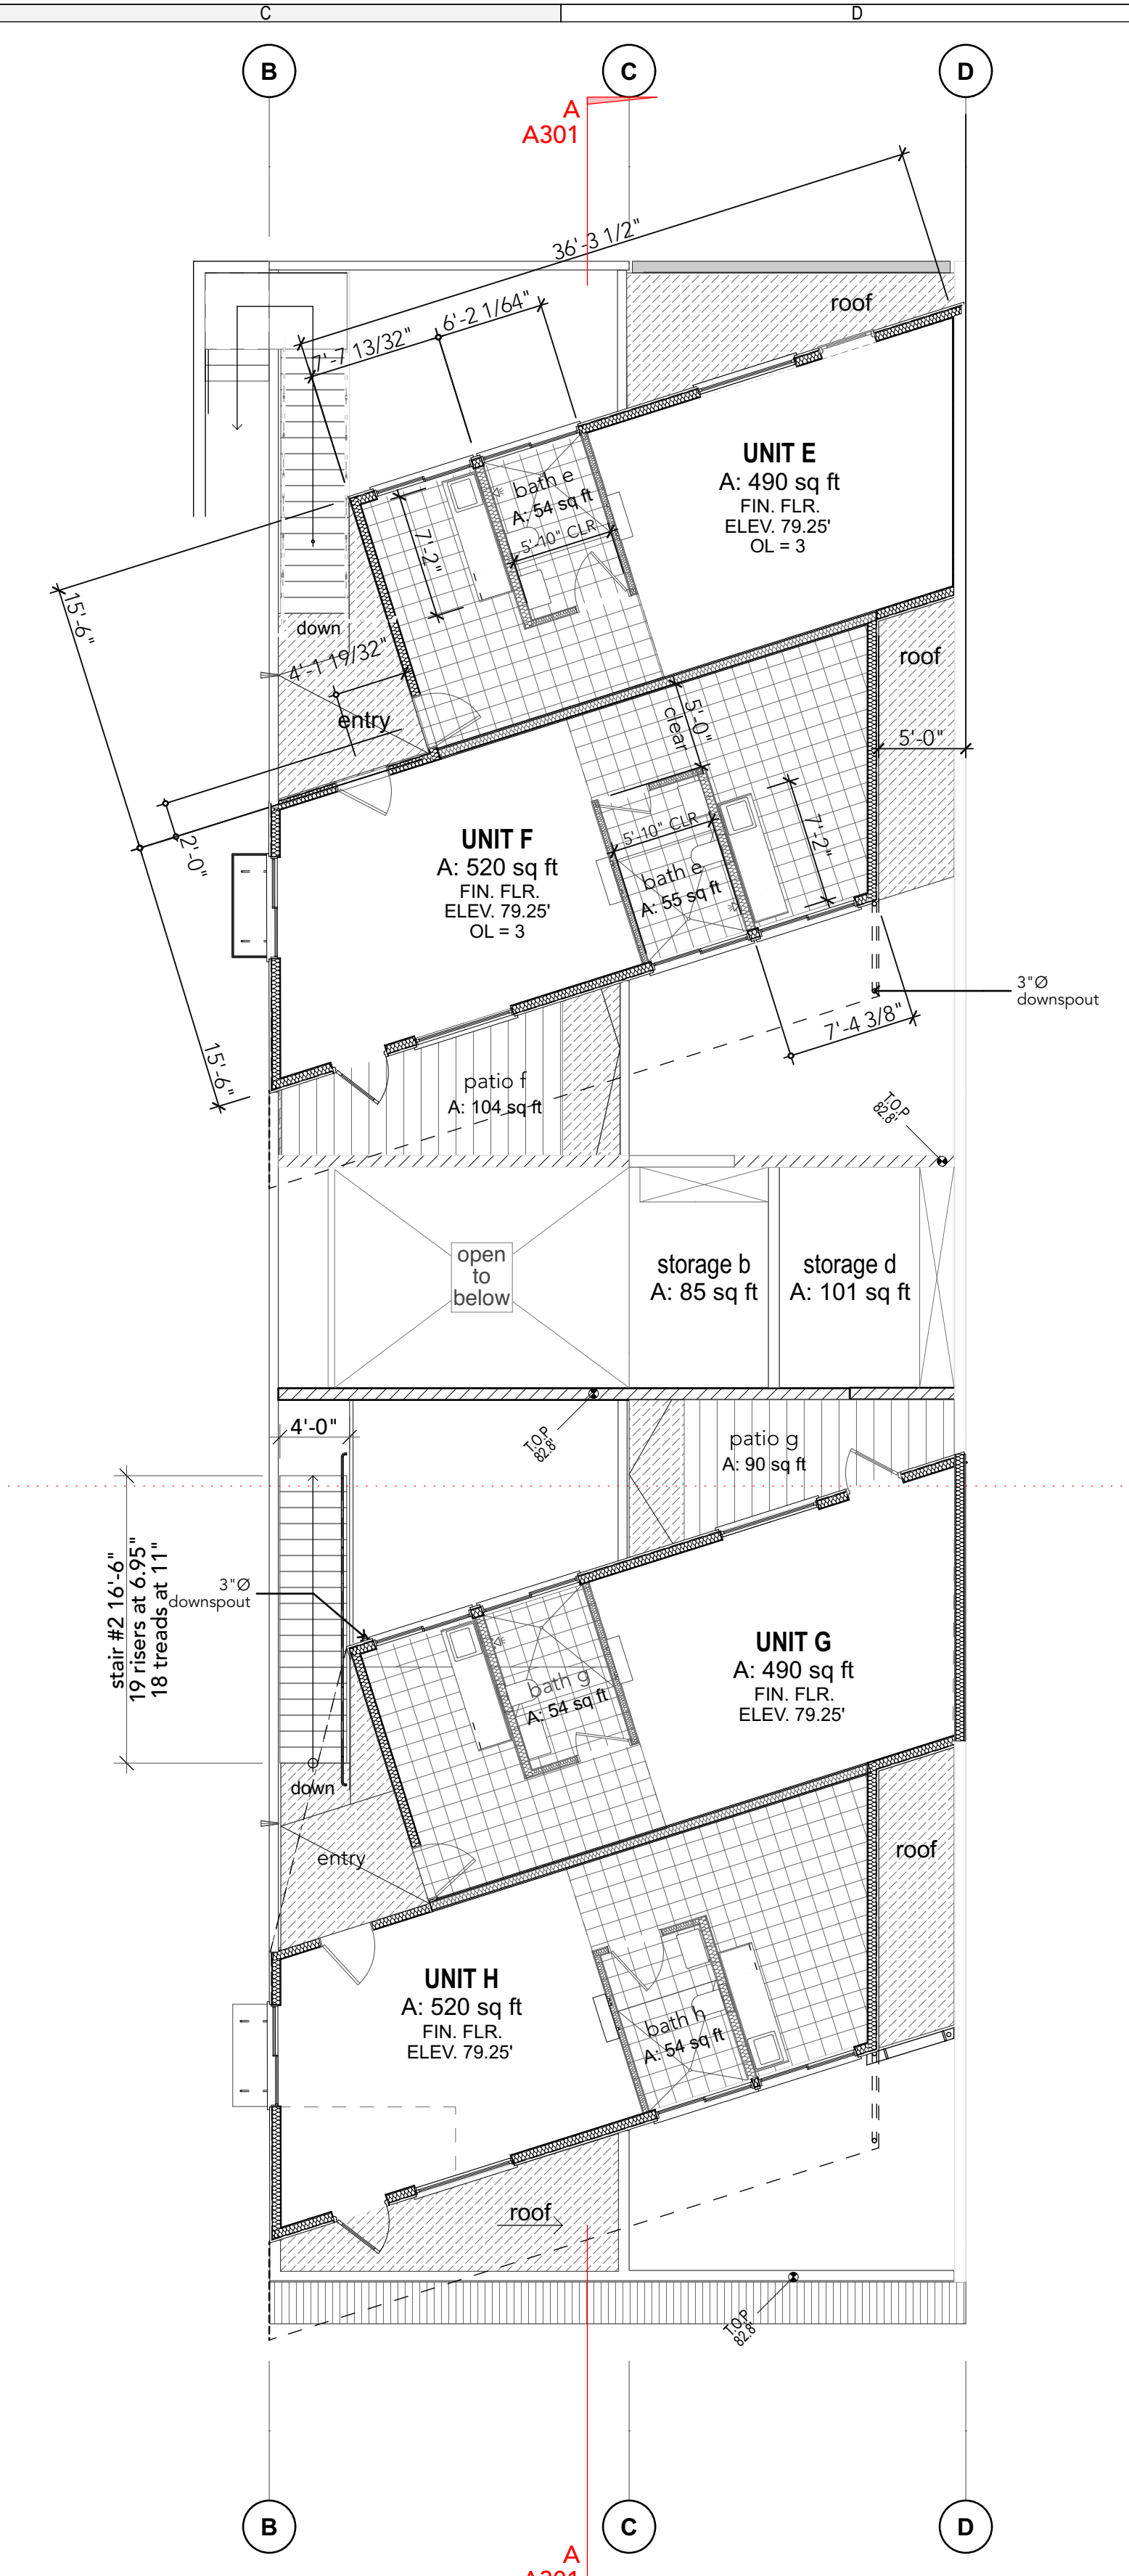 C
D
B
C
D
A
A301
36'-3 1/2"
6'-2 1/64"
7'-7 13/32"
roof
UNIT E
A: 490 sq ft
FIN. FLR.
ELEV. 79.25'
OL = 3
bath e
A: 54 sq ft
5'-10" CLR
7'-2"
15'-6"
down
4'-1 19/32"
entry
roof
5'-0"
clear
5'-0"
2'-0"
UNIT F
A: 520 sq ft
FIN. FLR.
ELEV. 79.25'
OL = 3
5'-10" CLR
7'-2"
bath e
A: 55 sq ft
3"Ø
downspout
7'-4 3/8"
15'-6"
patio f
A: 104 sq ft
T.O.P
82.8'
open
to
below
storage b
A: 85 sq ft
storage d
A: 101 sq ft
4'-0"
T.O.P
82.8'
patio g
A: 90 sq ft
stair #2 16'-6"
19 risers at 6.95"
18 treads at 11"
3"Ø
downspout
UNIT G
A: 490 sq ft
FIN. FLR.
ELEV. 79.25'
bath g
A: 54 sq ft
down
entry
roof
UNIT H
A: 520 sq ft
FIN. FLR.
ELEV. 79.25'
bath h
A: 54 sq ft
roof
T.O.P
82.8'
B
C
D
A
A301